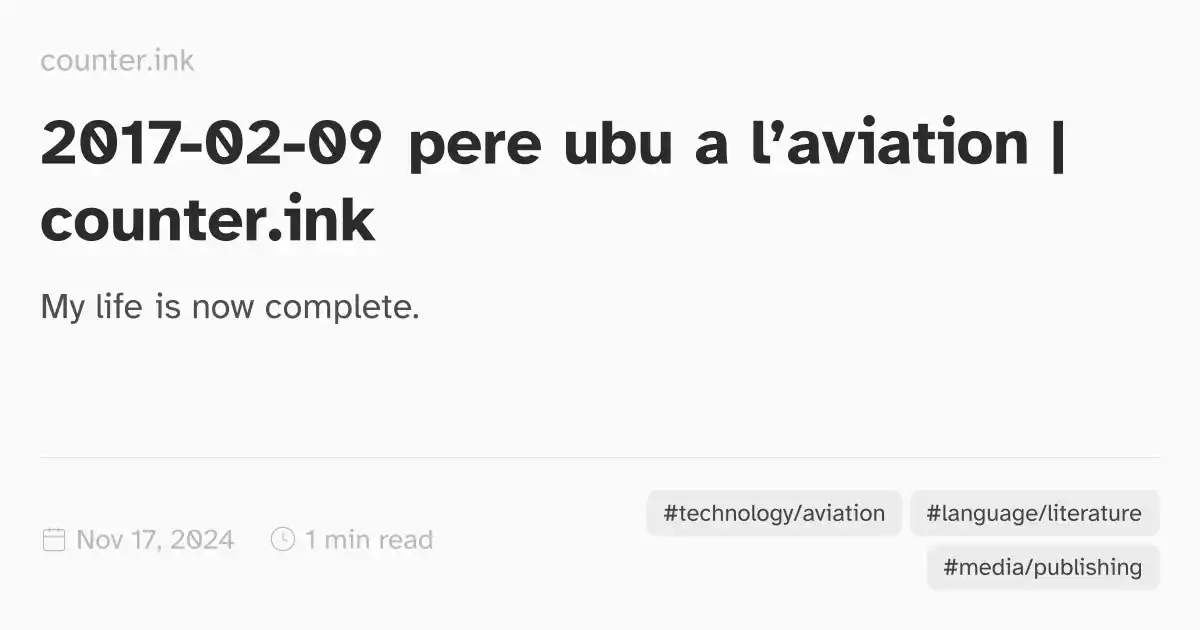 counter.ink
2017-02-09 pere ubu a l’aviation |
counter.ink
My life is now complete.
Nov 17, 2024
1 min read
#technology/aviation
#language/literature
#media/publishing